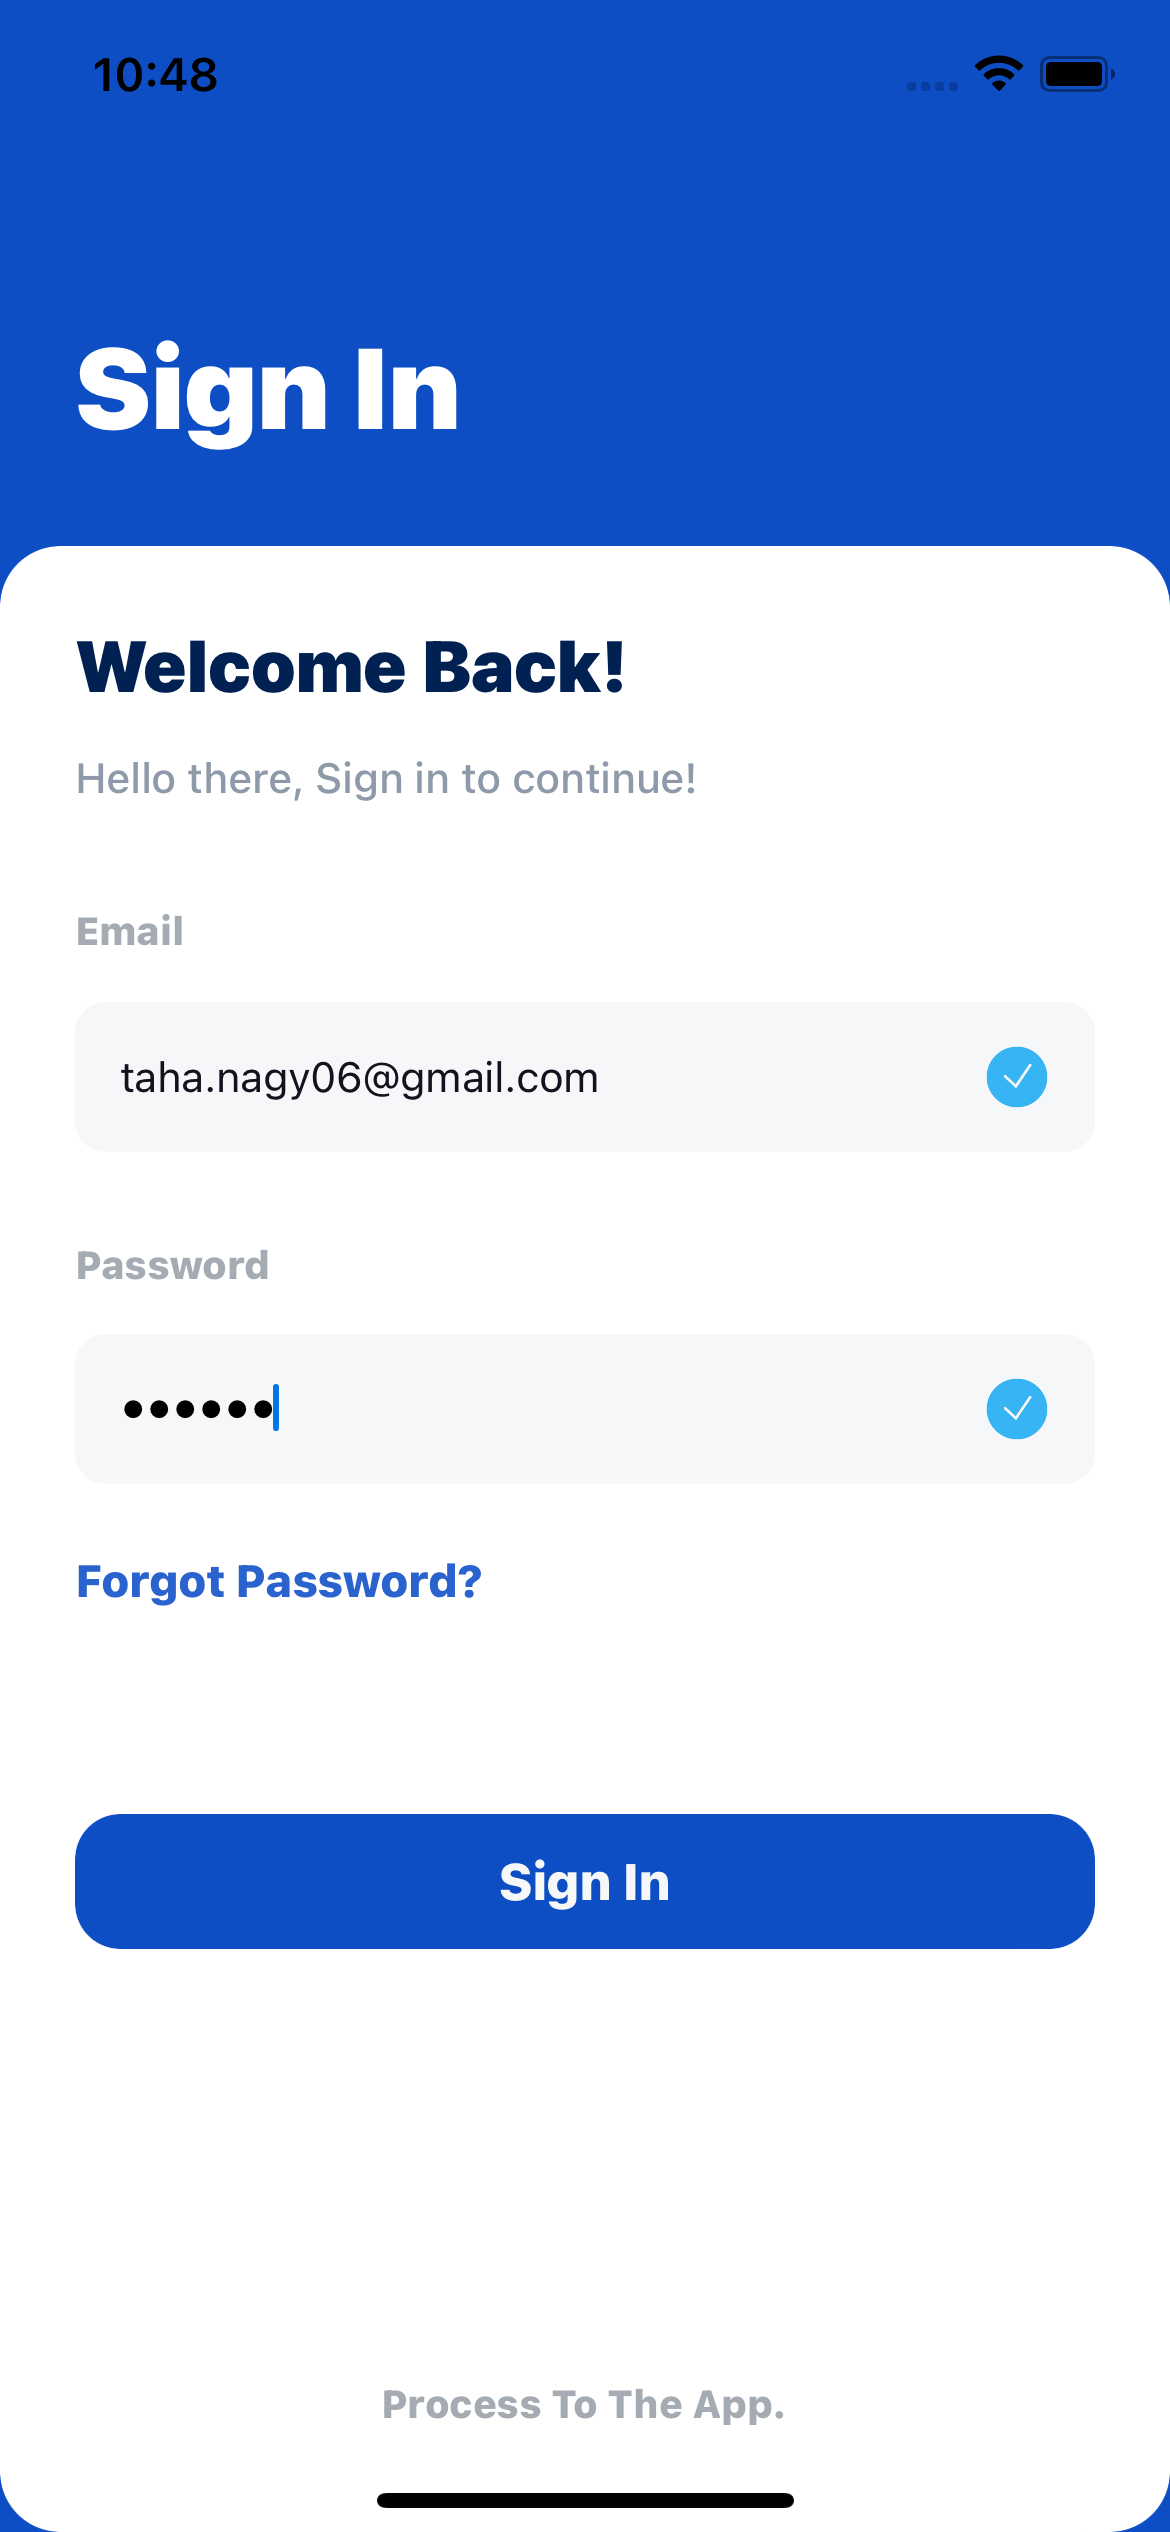 10:48
Sign In
Welcome Back!
Hello there, Sign in to continue!
Email
taha.nagy06@gmail.com
Password
••••••
Forgot Password?
Sign In
Process To The App.